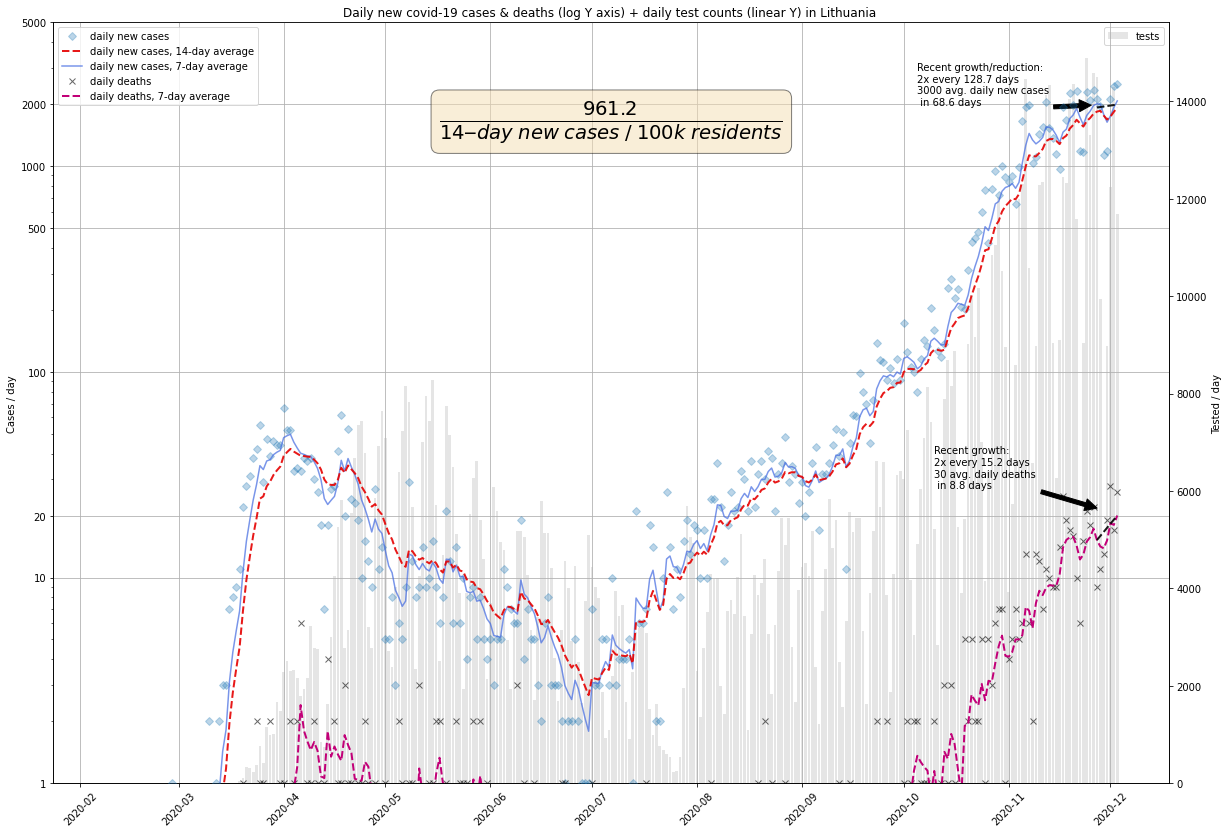 Daily new covid-19 cases & deaths (log Y axis) + daily test counts (linear Y) in Lithuania
daily new cases
daily new cases, 14-day average
daily new cases, 7-day average
daily deaths
daily deaths, 7-day average
tests
961.2
14−day new cases / 100k residents
Recent growth/reduction:
2x every 128.7 days
3000 avg. daily new cases
in 68.6 days
Recent growth:
2x every 15.2 days
30 avg. daily deaths
in 8.8 days
Cases / day
5000
2000
1000
500
100
50
20
10
1
Tested / day
14000
12000
10000
8000
6000
4000
2000
0
2020-02
2020-03
2020-04
2020-05
2020-06
2020-07
2020-08
2020-09
2020-10
2020-11
2020-12